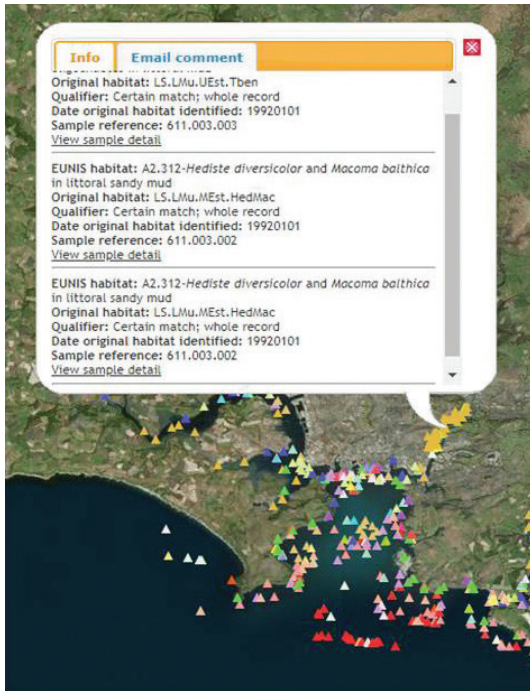 Info
Email comment
Original habitat: LS.LMu.UEst.Tben
Qualifier: Certain match; whole record
Date original habitat identified: 19920101
Sample reference: 611.003.003
View sample detail
EUNIS habitat: A2.312-Hediste diversicolor and Macoma balthica
in littoral sandy mud
Original habitat: LS.LMu.MEst.HedMac
Qualifier: Certain match; whole record
Date original habitat identified: 19920101
Sample reference: 611.003.002
View sample detail
EUNIS habitat: A2.312-Hediste diversicolor and Macoma balthica
in littoral sandy mud
Original habitat: LS.LMu.MEst.HedMac
Qualifier: Certain match; whole record
Date original habitat identified: 19920101
Sample reference: 611.003.002
View sample detail